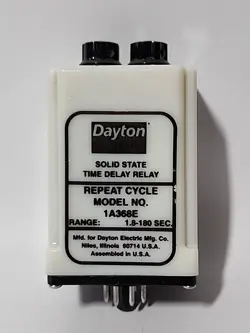 Dayton
SOLID STATE
TIME DELAY RELAY
REPEAT CYCLE
MODEL NO.
1A368E
RANGE: 1.8-180 SEC.
Mfd. for Dayton Electric Mfg. Co.
Niles, Illinois 60714 U.S.A.
Assembled in U.S.A.